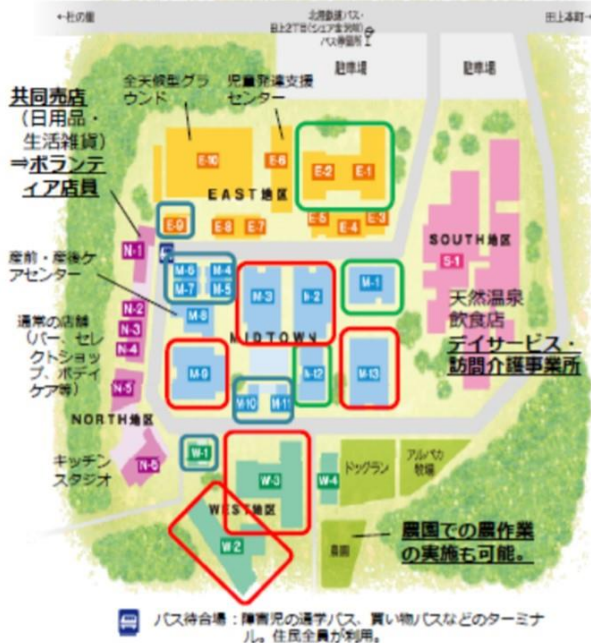 ←杜の里
北陸鉄道バス・
田上2丁目(シェア金沢前)
バス停留所
田上本町→
駐車場
駐車場
共同売店
(日用品・
生活雑貨)
⇒ボラン
ティア店員
全天候型グラ
ウンド
児童発達支援
センター
E-10
E-6
E-2
E-1
EAST地区
E-9
E-8
E-7
E-5
E-4
E-3
SOUTH地区
S-1
天然温泉
飲食店
デイサービス・
訪問介護事業所
N-1
産前・産後ケ
アセンター
M-6
M-4
M-7
M-5
M-3
M-2
M-1
M-8
MIDTOWN
N-2
N-3
N-4
通常の店舗
(バー、セレ
クトショッ
プ、ボディ
ケア等)
M-9
M-12
M-13
M-10
M-11
N-5
NORTH地区
キッチン
スタジオ
N-6
W-1
W-3
W-4
ドッグラン
アルパカ
牧場
WEST地区
W-2
農園
農園での農作業
の実施も可能。
バス待合場：障害児の通学バス、買い物バスなどのターミナ
ル。住民全員が利用。